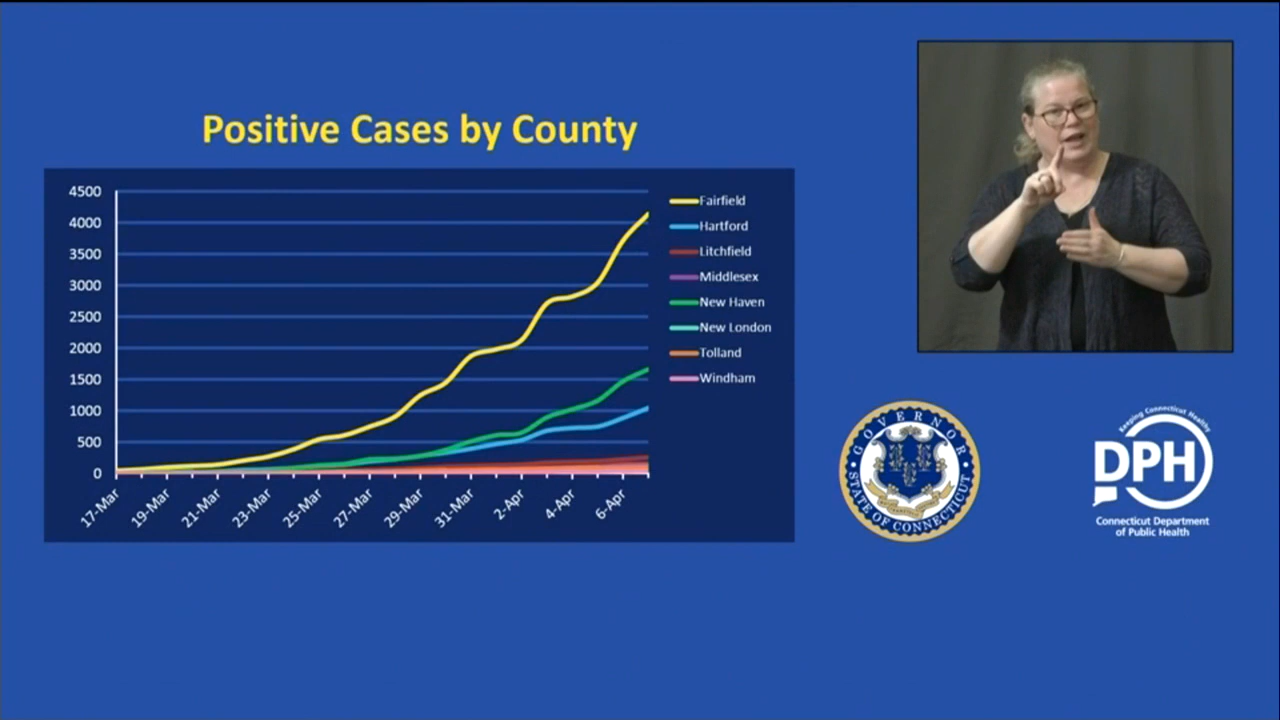 Positive Cases by County
4500
4000
3500
3000
2500
2000
1500
1000
500
0
17-Mar
19-Mar
21-Mar
23-Mar
25-Mar
27-Mar
29-Mar
31-Mar
2-Apr
4-Apr
6-Apr
Fairfield
Hartford
Litchfield
Middlesex
New Haven
New London
Tolland
Windham
GOVERNOR
STATE OF CONNECTICUT
Keeping Connecticut Healthy
DPH
Connecticut Department
of Public Health